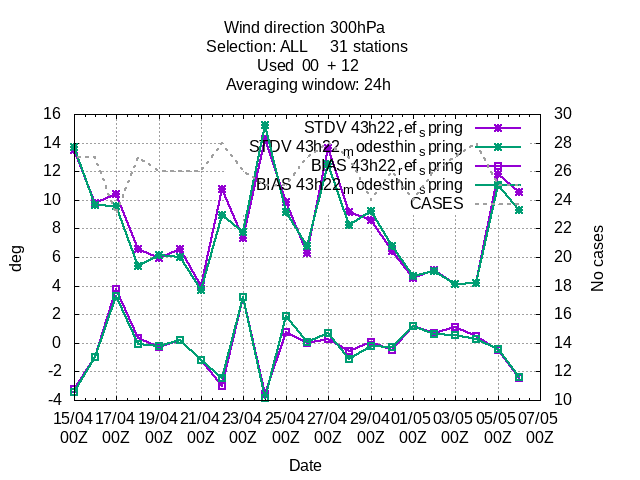 Wind direction 300hPa
Selection: ALL 31 stations
Used 00 + 12
Averaging window: 24h
16 30
14 28
12 26
10 24
8 22
6 20
4 18
2 16
0 14
-2 12
-4 10
STDV 43h22_ref_spring
STDV 43h22_modesthin_spring
BIAS 43h22_ref_spring
BIAS 43h22_modesthin_spring
CASES
deg
No cases
15/04 17/04 19/04 21/04 23/04 25/04 27/04 29/04 01/05 03/05 05/05 07/05
00Z 00Z 00Z 00Z 00Z 00Z 00Z 00Z 00Z 00Z 00Z 00Z
Date